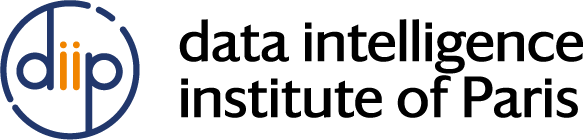 diip
data intelligence
institute of Paris